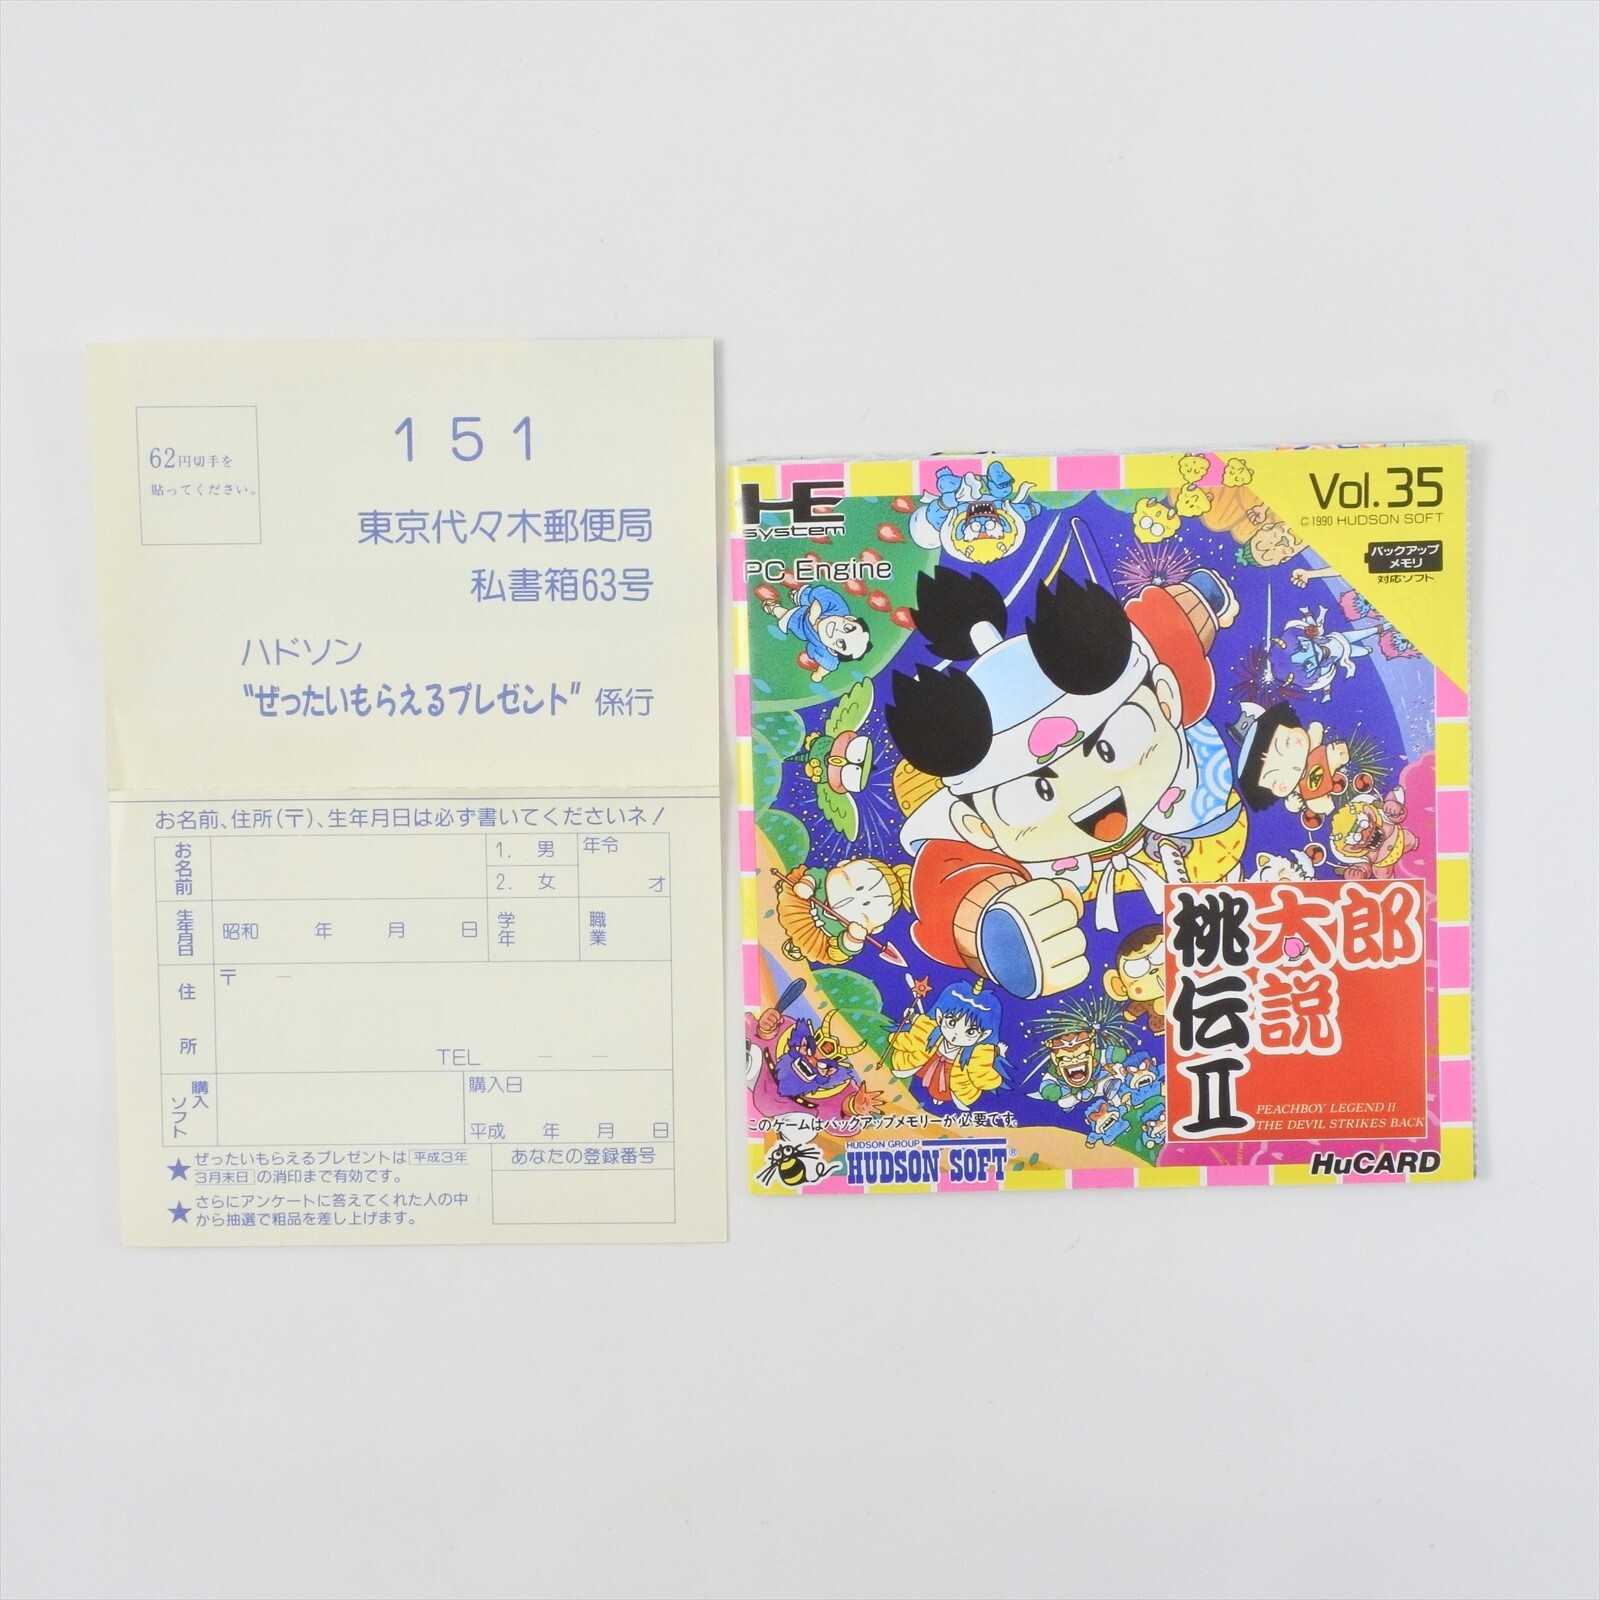 62円切手を
貼ってください。
151
東京代々木郵便局
私書箱63号
ハドソン
"ぜったいもらえるプレゼント" 係行
お名前、住所(〒)、生年月日は必ず書いてくださいネ!
お名前
1. 男
2. 女
年令
才
生年月日
昭和 年 月 日
学年
職業
住所
〒 ―
TEL ― ―
購入ソフト
購入日
平成 年 月 日
★ ぜったいもらえるプレゼントは平成3年
3月末日の消印まで有効です。
★ さらにアンケートに答えてくれた人の中
から抽選で粗品を差し上げます。
あなたの登録番号
HE
system
PC Engine
Vol.35
©1990 HUDSON SOFT
バックアップ
メモリ
対応ソフト
桃太郎
伝説
II
PEACHBOY LEGEND II
THE DEVIL STRIKES BACK
このゲームはバックアップメモリーが必要です。
HUDSON GROUP
HUDSON SOFT®
HuCARD